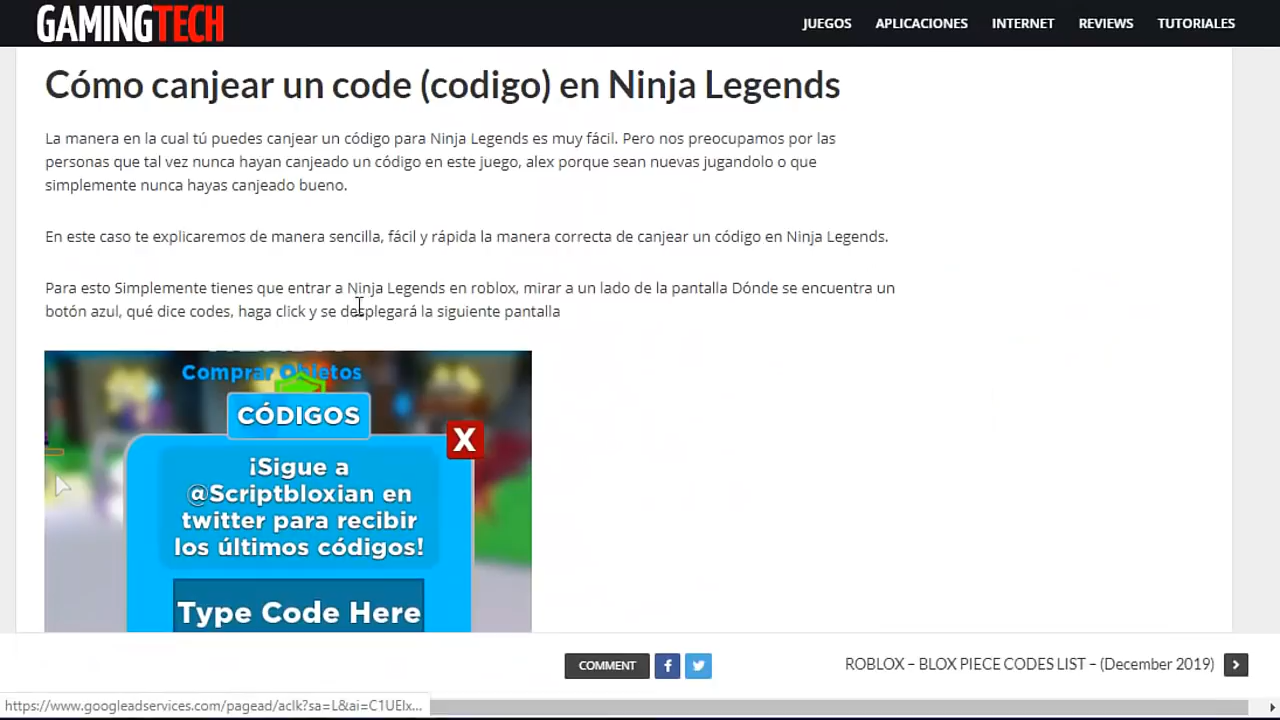 GAMINGTECH
JUEGOS APLICACIONES INTERNET REVIEWS TUTORIALES
Cómo canjear un code (codigo) en Ninja Legends
La manera en la cual tú puedes canjear un código para Ninja Legends es muy fácil. Pero nos preocupamos por las
personas que tal vez nunca hayan canjeado un código en este juego, alex porque sean nuevas jugandolo o que
simplemente nunca hayas canjeado bueno.
En este caso te explicaremos de manera sencilla, fácil y rápida la manera correcta de canjear un código en Ninja Legends.
Para esto Simplemente tienes que entrar a Ninja Legends en roblox, mirar a un lado de la pantalla Dónde se encuentra un
botón azul, qué dice codes, haga click y se desplegará la siguiente pantalla
Comprar Objetos
CÓDIGOS
X
¡Sigue a
@Scriptbloxian en
twitter para recibir
los últimos códigos!
Type Code Here
COMMENT
ROBLOX – BLOX PIECE CODES LIST – (December 2019)
https://www.googleadservices.com/pagead/aclk?sa=L&ai=C1UEIx...